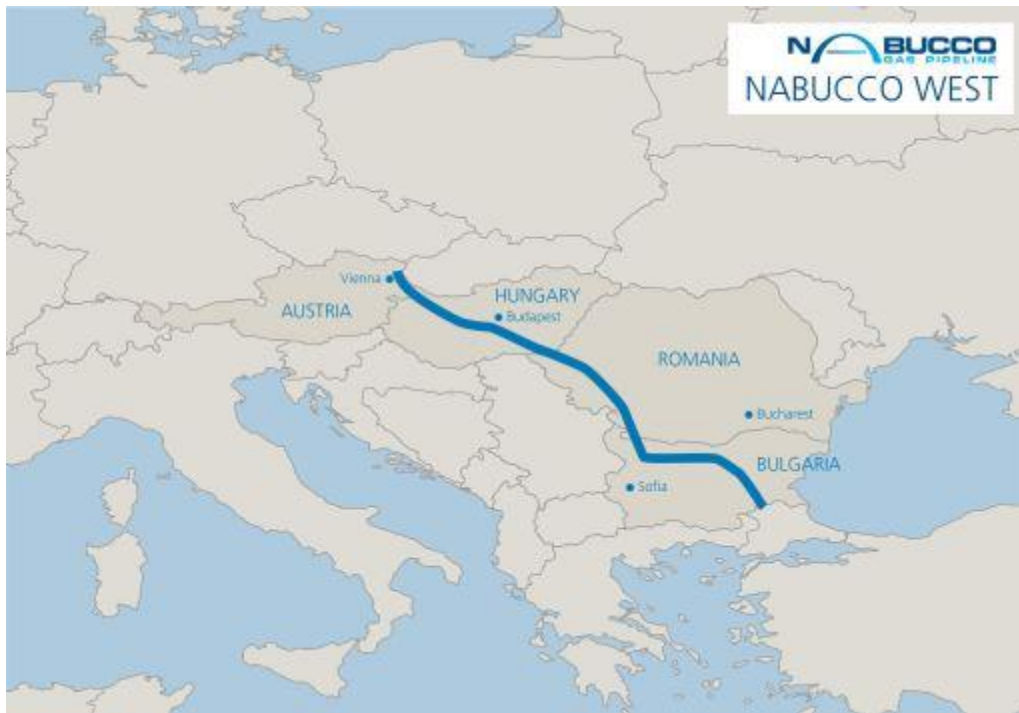 NABUCCO
GAS PIPELINE
NABUCCO WEST
Vienna
AUSTRIA
HUNGARY
Budapest
ROMANIA
Bucharest
BULGARIA
Sofia